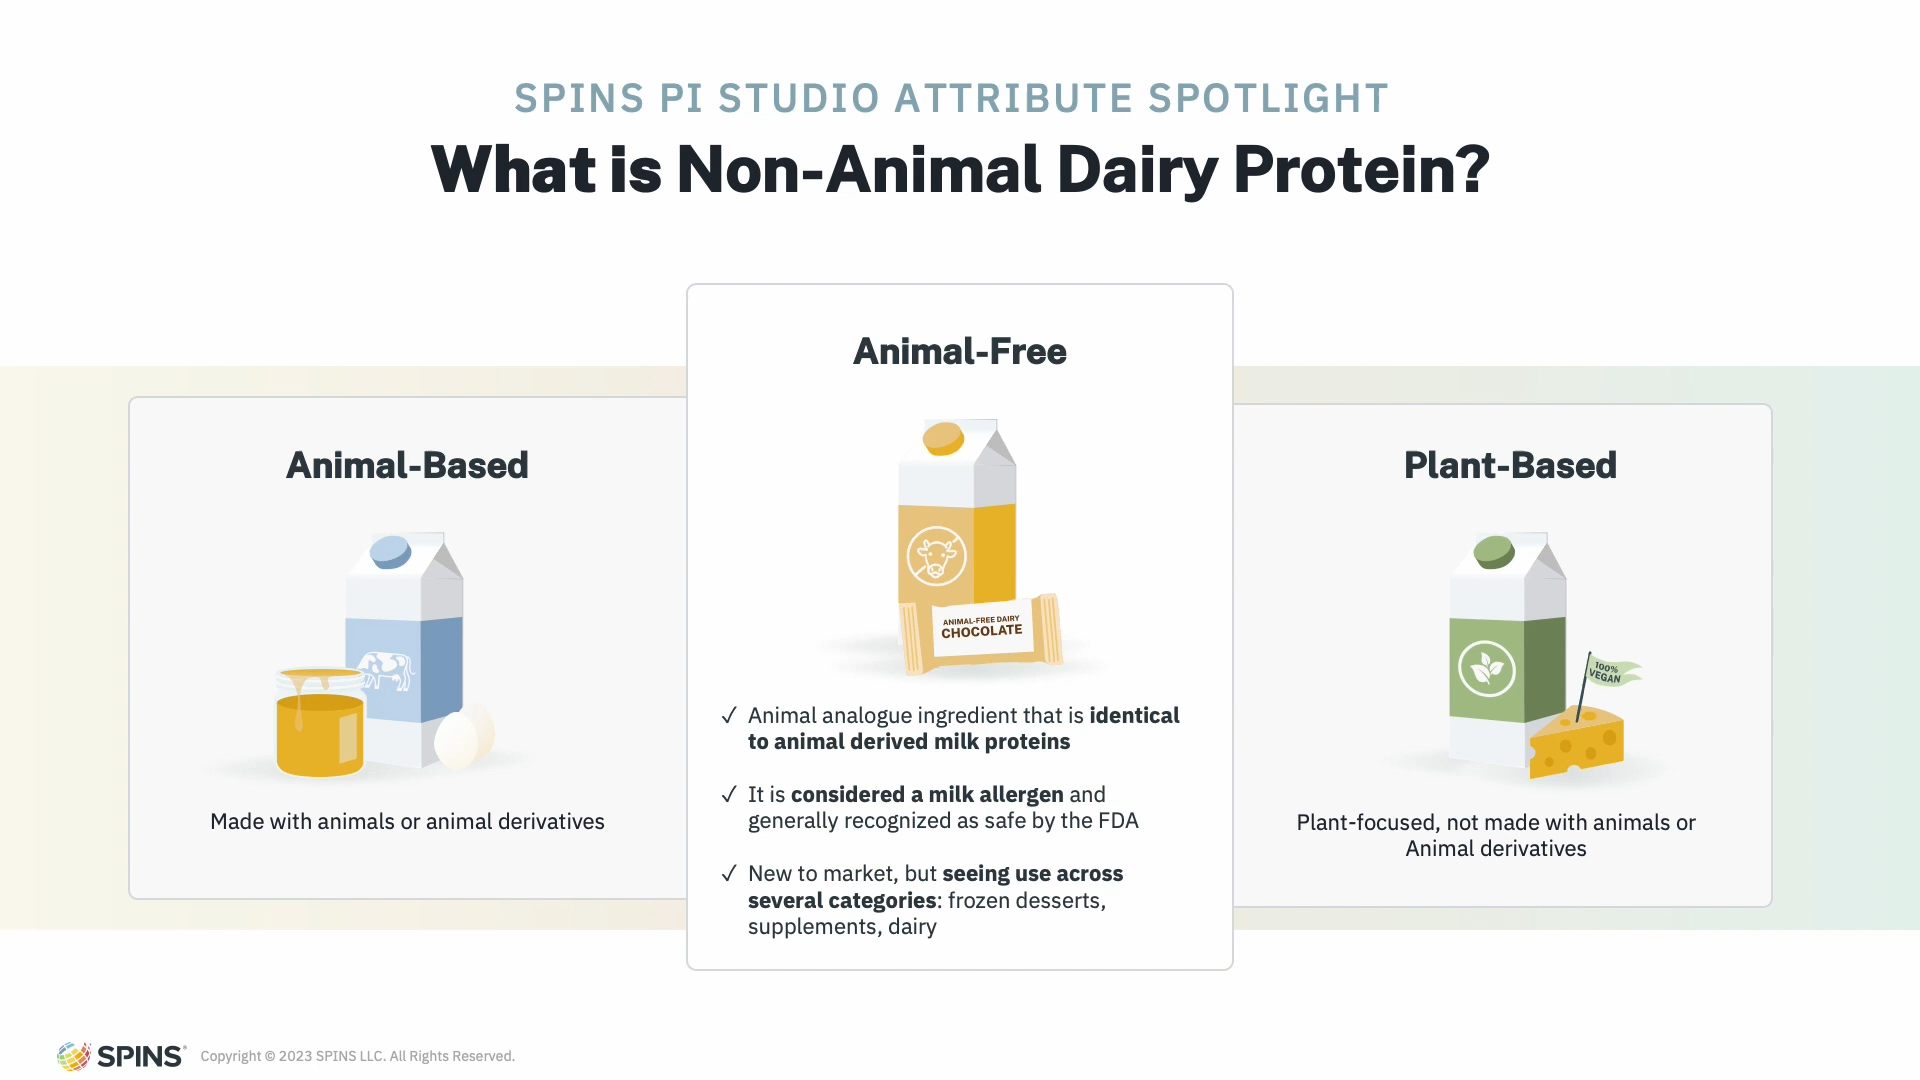 SPINS PI STUDIO ATTRIBUTE SPOTLIGHT
What is Non-Animal Dairy Protein?
Animal-Based
Made with animals or animal derivatives
Animal-Free
ANIMAL-FREE DAIRY
CHOCOLATE
✓ Animal analogue ingredient that is identical
to animal derived milk proteins
✓ It is considered a milk allergen and
generally recognized as safe by the FDA
✓ New to market, but seeing use across
several categories: frozen desserts,
supplements, dairy
Plant-Based
100%
VEGAN
Plant-focused, not made with animals or
Animal derivatives
SPINS® Copyright © 2023 SPINS LLC. All Rights Reserved.